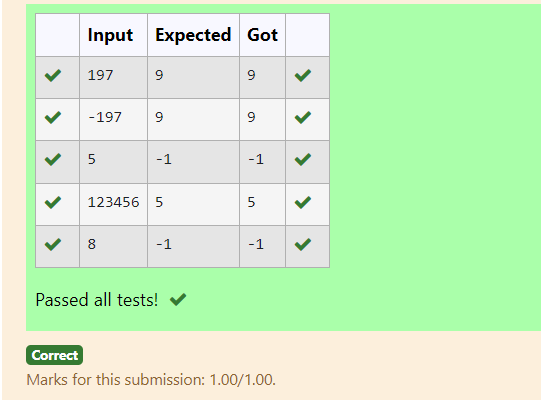 Input Expected Got
197 9 9
-197 9 9
5 -1 -1
123456 5 5
8 -1 -1
Passed all tests!
Correct
Marks for this submission: 1.00/1.00.